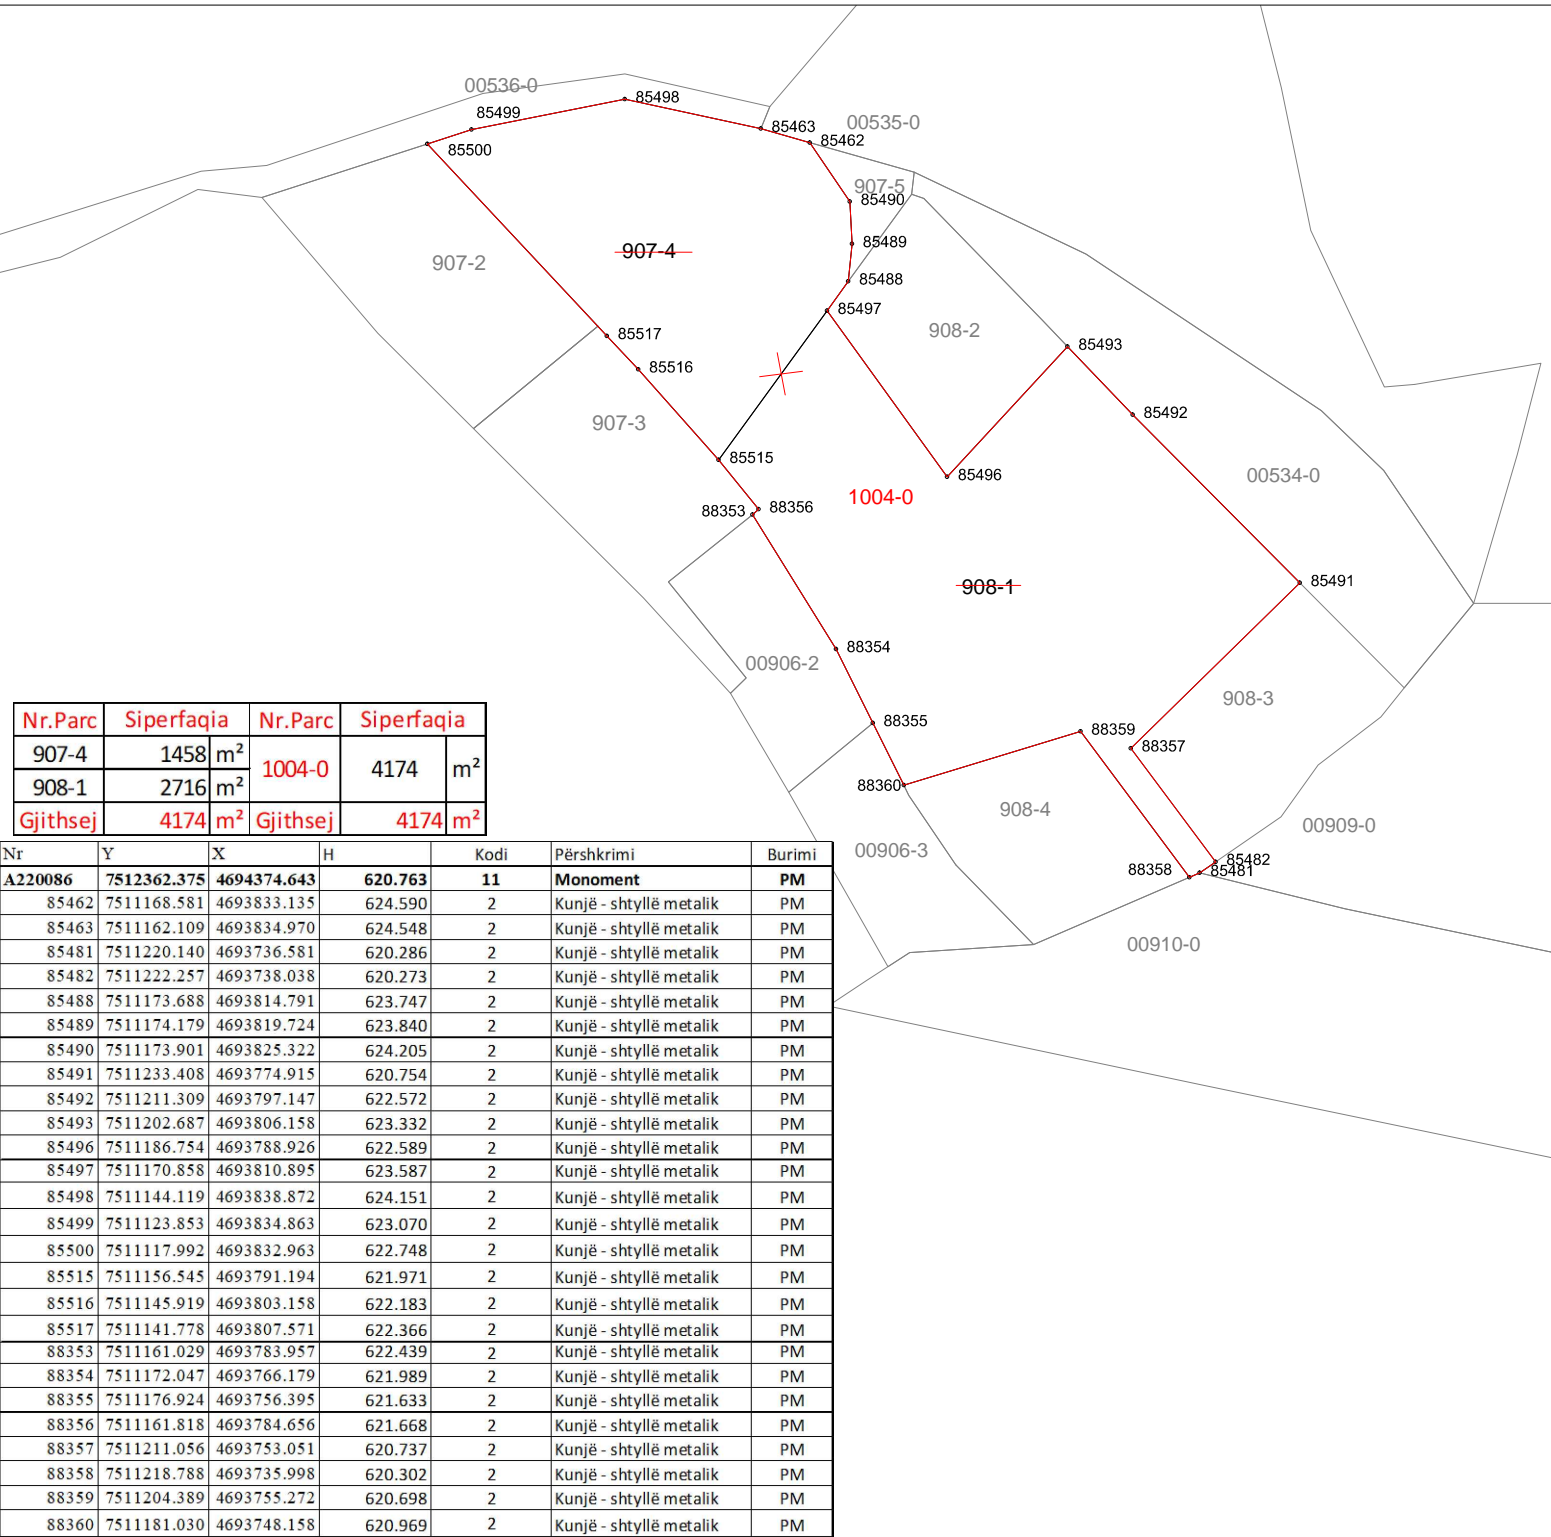 00536-0
85498
85499
85463
00535-0
85462
85500
907-5
85490
85489
907-4
907-2
85488
85497
908-2
85517
85493
85516
85492
907-3
85515
85496
00534-0
1004-0
88356
88353
85491
908-1
88354
00906-2
908-3
88355
88359
88357
88360
908-4
00909-0
00906-3
85482
85481
88358
00910-0
Nr.Parc Siperfaqia Nr.Parc Siperfaqia
907-4 1458 m² 1004-0 4174 m²
908-1 2716 m²
Gjithsej 4174 m² Gjithsej 4174 m²
Nr Y X H Kodi Përshkrimi Burimi
A220086 7512362.375 4694374.643 620.763 11 Monoment PM
85462 7511168.581 4693833.135 624.590 2 Kunjë - shtyllë metalik PM
85463 7511162.109 4693834.970 624.548 2 Kunjë - shtyllë metalik PM
85481 7511220.140 4693736.581 620.286 2 Kunjë - shtyllë metalik PM
85482 7511222.257 4693738.038 620.273 2 Kunjë - shtyllë metalik PM
85488 7511173.688 4693814.791 623.747 2 Kunjë - shtyllë metalik PM
85489 7511174.179 4693819.724 623.840 2 Kunjë - shtyllë metalik PM
85490 7511173.901 4693825.322 624.205 2 Kunjë - shtyllë metalik PM
85491 7511233.408 4693774.915 620.754 2 Kunjë - shtyllë metalik PM
85492 7511211.309 4693797.147 622.572 2 Kunjë - shtyllë metalik PM
85493 7511202.687 4693806.158 623.332 2 Kunjë - shtyllë metalik PM
85496 7511186.754 4693788.926 622.589 2 Kunjë - shtyllë metalik PM
85497 7511170.858 4693810.895 623.587 2 Kunjë - shtyllë metalik PM
85498 7511144.119 4693838.872 624.151 2 Kunjë - shtyllë metalik PM
85499 7511123.853 4693834.863 623.070 2 Kunjë - shtyllë metalik PM
85500 7511117.992 4693832.963 622.748 2 Kunjë - shtyllë metalik PM
85515 7511156.545 4693791.194 621.971 2 Kunjë - shtyllë metalik PM
85516 7511145.919 4693803.158 622.183 2 Kunjë - shtyllë metalik PM
85517 7511141.778 4693807.571 622.366 2 Kunjë - shtyllë metalik PM
88353 7511161.029 4693783.957 622.439 2 Kunjë - shtyllë metalik PM
88354 7511172.047 4693766.179 621.989 2 Kunjë - shtyllë metalik PM
88355 7511176.924 4693756.395 621.633 2 Kunjë - shtyllë metalik PM
88356 7511161.818 4693784.656 621.668 2 Kunjë - shtyllë metalik PM
88357 7511211.056 4693753.051 620.737 2 Kunjë - shtyllë metalik PM
88358 7511218.788 4693735.998 620.302 2 Kunjë - shtyllë metalik PM
88359 7511204.389 4693755.272 620.698 2 Kunjë - shtyllë metalik PM
88360 7511181.030 4693748.158 620.969 2 Kunjë - shtyllë metalik PM